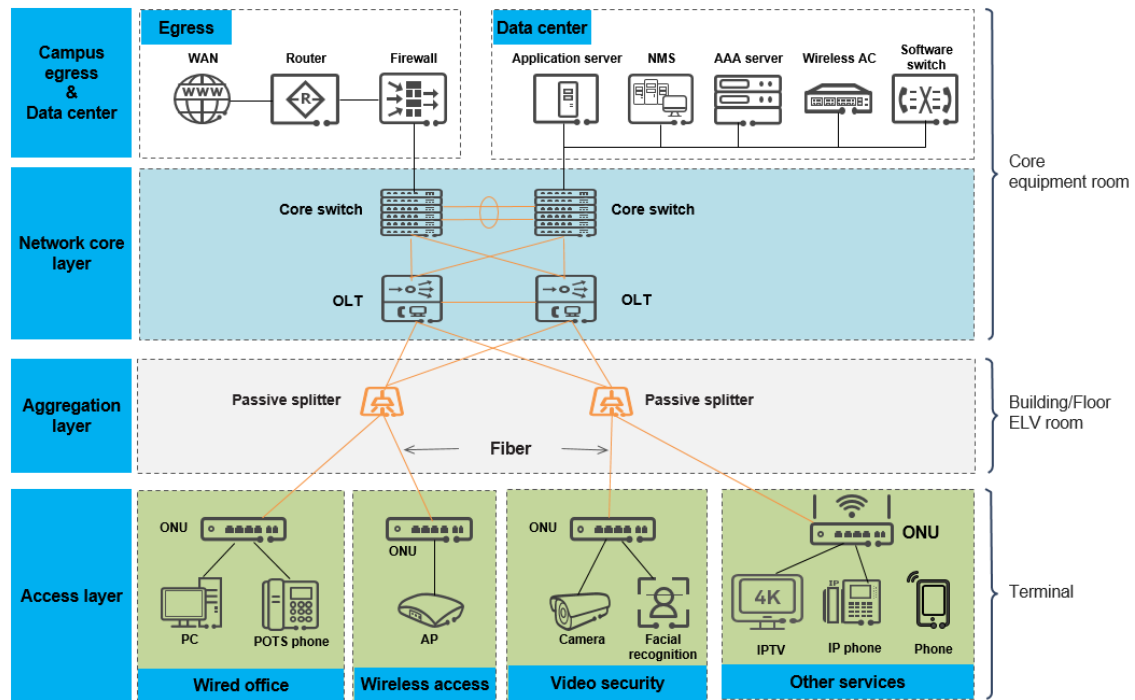 Campus
egress
&
Data center
Egress
WAN
WWW
Router
R
Firewall
Data center
Application server
NMS
AAA server
Wireless AC
Software
switch
Core
equipment room
Network core
layer
Core switch
Core switch
OLT
OLT
Aggregation
layer
Passive splitter
Passive splitter
Fiber
Building/Floor
ELV room
Access layer
ONU
PC
POTS phone
Wired office
ONU
AP
Wireless access
ONU
Camera
Facial
recognition
Video security
ONU
4K
IPTV
IP
IP phone
Phone
Other services
Terminal